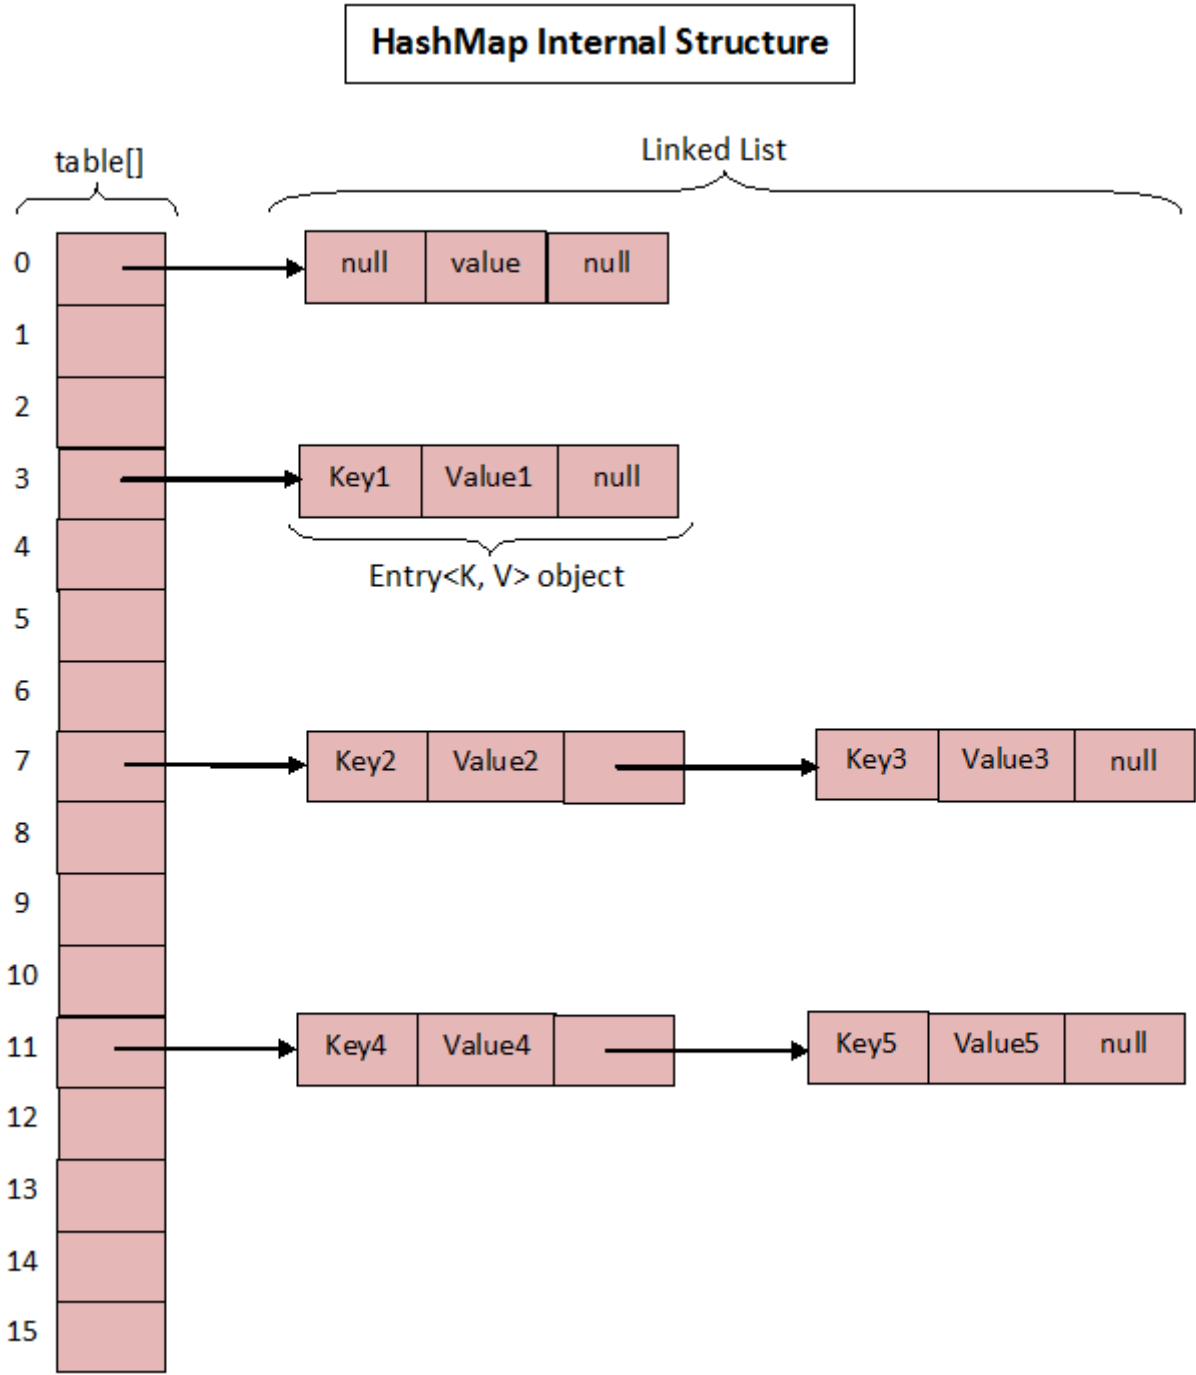 HashMap Internal Structure
table[]
Linked List
0 null value null
1
2
3 Key1 Value1 null
4
Entry<K, V> object
5
6
7 Key2 Value2 Key3 Value3 null
8
9
10
11 Key4 Value4 Key5 Value5 null
12
13
14
15